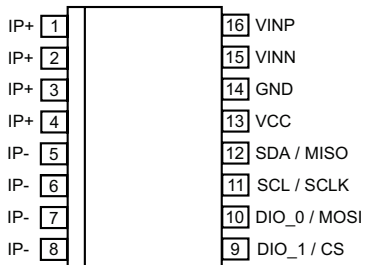 IP+ 1 16 VINP
IP+ 2 15 VINN
IP+ 3 14 GND
IP+ 4 13 VCC
IP- 5 12 SDA / MISO
IP- 6 11 SCL / SCLK
IP- 7 10 DIO_0 / MOSI
IP- 8 9 DIO_1 / CS